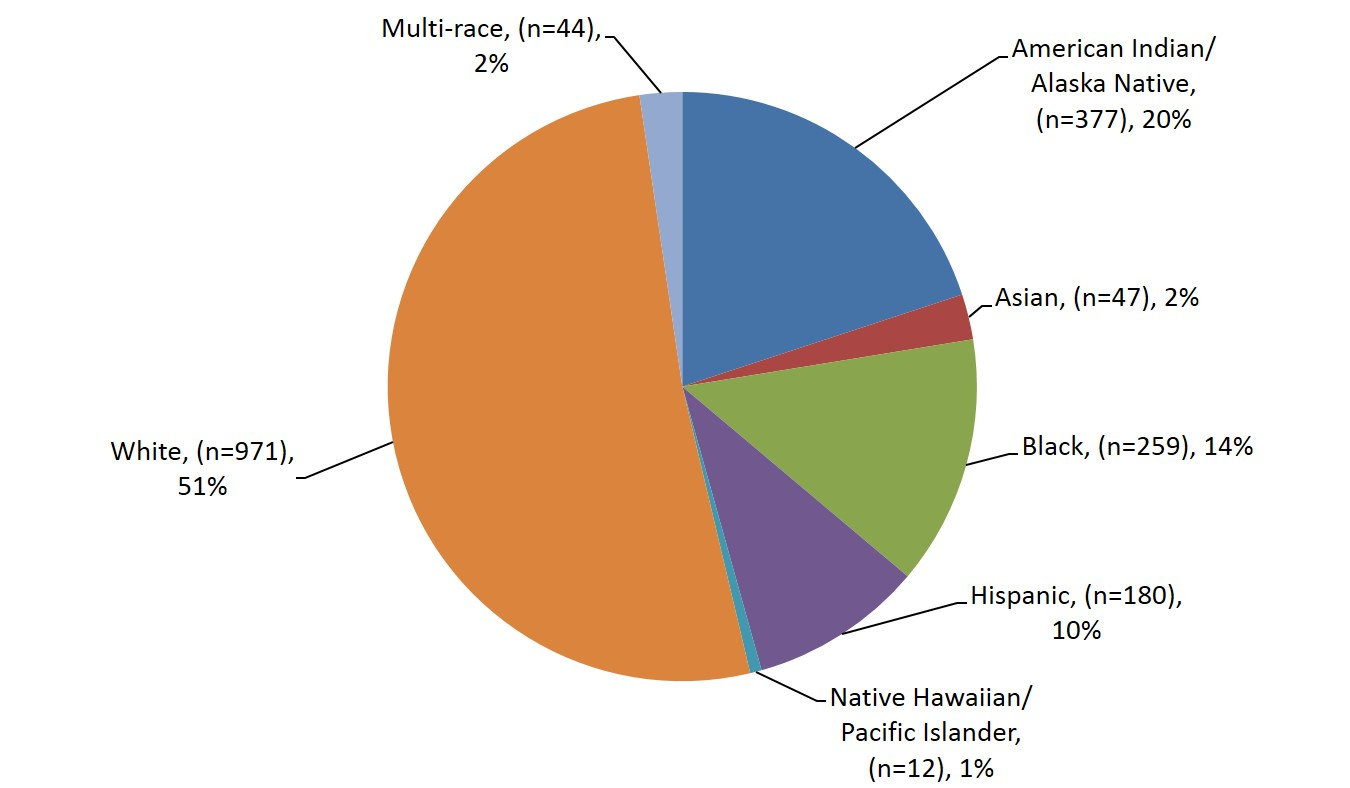 Multi-race, (n=44),
2%
American Indian/
Alaska Native,
(n=377), 20%
Asian, (n=47), 2%
Black, (n=259), 14%
Hispanic, (n=180),
10%
Native Hawaiian/
Pacific Islander,
(n=12), 1%
White, (n=971),
51%